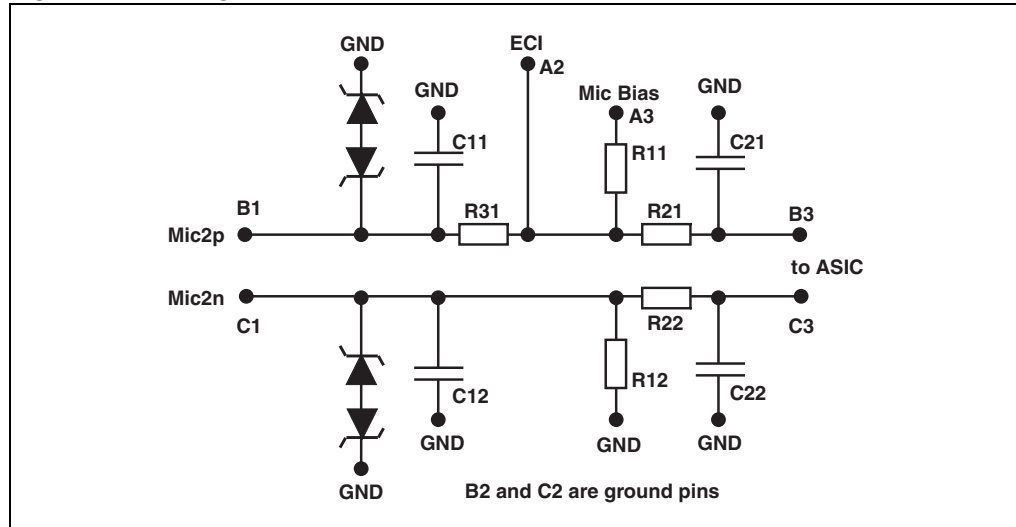 GND
ECI
A2
GND
Mic Bias
A3
GND
C11
R11
C21
B1
R31
R21
B3
Mic2p
to ASIC
Mic2n
C1
R22
C3
C12
R12
C22
GND
GND
GND
GND
B2 and C2 are ground pins